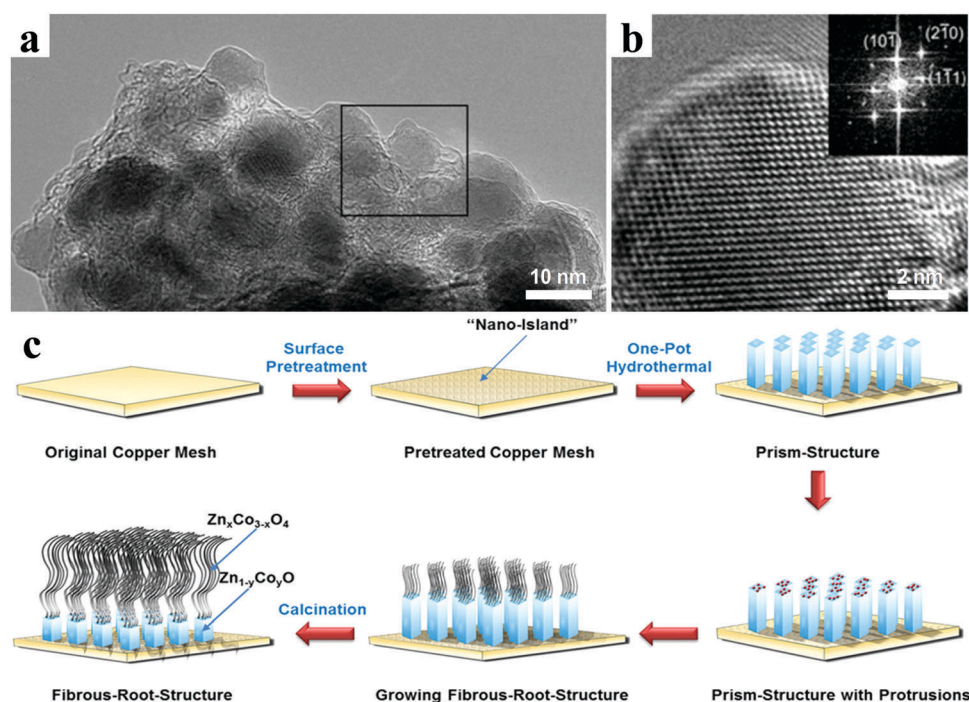 a
b
(101̄)
(21̄0)
(11̄1)
10 nm
2 nm
c
"Nano-Island"
Surface
Pretreatment
One-Pot
Hydrothermal
Original Copper Mesh
Pretreated Copper Mesh
Prism-Structure
ZnₓCo₃₋ₓO₄
Zn₁₋ᵧCoᵧO
Calcination
Fibrous-Root-Structure
Growing Fibrous-Root-Structure
Prism-Structure with Protrusions